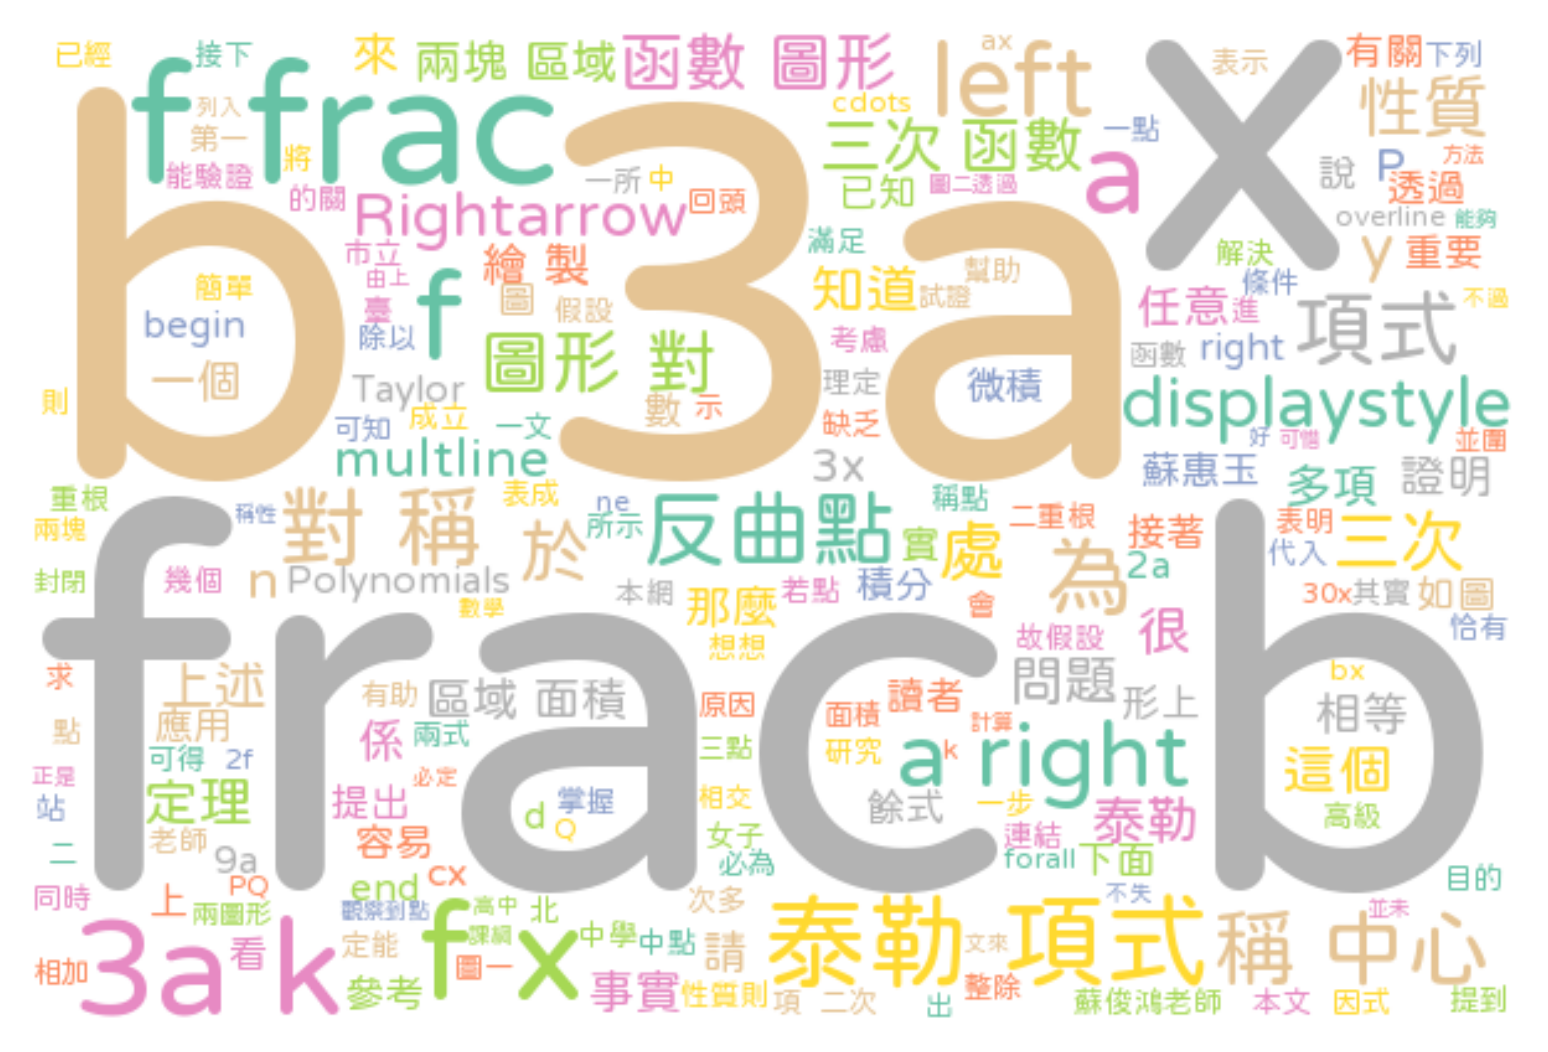 已經 接下 來 兩塊 區域 函數 圖形 left ax 表示 有關 下列
f frac 列入 第一 cdots 三次 函數 一點 x 性質
b 3a 能驗證 將 的關 一所 中 已知 圖二透過 a 說 P 方法 透過
Rightarrow 回頭 overline 能夠
市立 由上 繪 製 滿足 解決 y 重要
簡單 臺 f 圖 假設 知道 試證 幫助 條件 任意 進 項式 不過
begin 除以 圖形 對 考慮 函數 right
一個 Taylor 理定 微積 displaystyle
則 可知 成立 一文 數 示 缺乏 好 可惜 並圍
multline 3x 蘇惠玉 多項 證明
重根 稱性 對 稱 表成 ne 反曲點 稱點 二重根 接著 表明 三次
兩塊 所示 於 實 處 為 代入
封閉 幾個 n Polynomials 本網 若點 積分 2a 30x 其實 如圖
frac b 數學 那麼 會 恰有
想想 故假設 很
求 上述 有助 區域 面積 原因 讀者 問題 形上 bx 相等
點 應用 係 兩式 三點 面積 計算
可得 2f 研究 a k right 這個
正是 必定
站 定理 提出 d 掌握 相交 餘式 一步 泰勒 高級
老師 容易 Q 女子 連結
二 9a 必為 forall 下面
PQ end cx 目的
同時 上 兩圖形 觀察到點 高中 北 次多 不失 並未
3a k 看 定能 f x 課綱 中學 中點 請 泰勒 項式 文來 稱 中心
相加 圖一
參考 事實 性質則 項 二次 出 整除 蘇俊鴻老師 本文 因式 提到